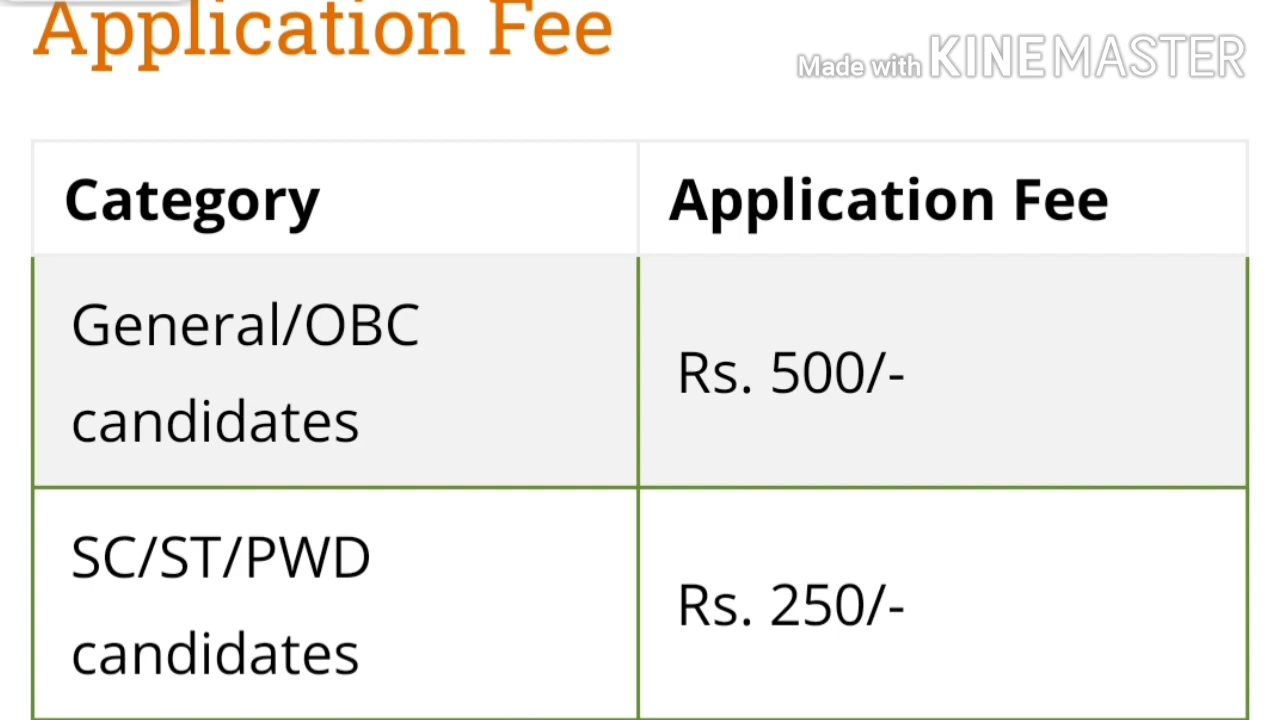 Application Fee
Made with KINEMASTER
Category
Application Fee
General/OBC
candidates
Rs. 500/-
SC/ST/PWD
candidates
Rs. 250/-